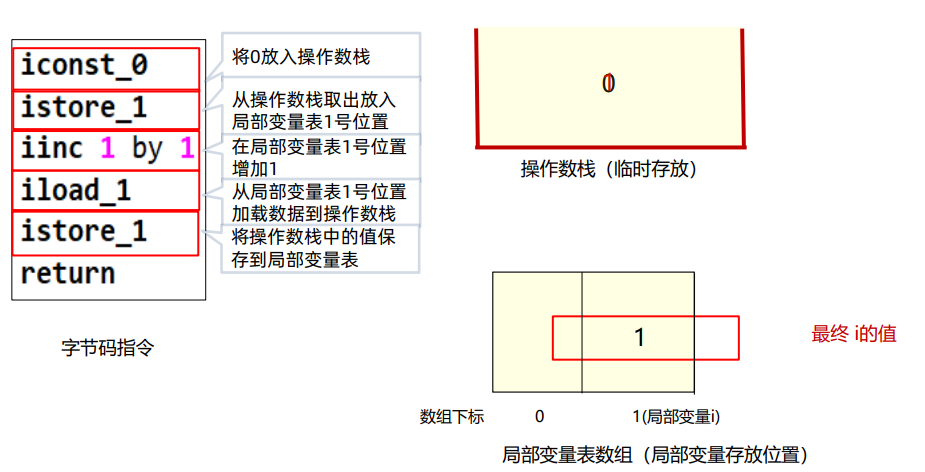 iconst_0
istore_1
iinc 1 by 1
iload_1
istore_1
return
字节码指令
将0放入操作数栈
从操作数栈取出放入
局部变量表1号位置
在局部变量表1号位置
增加1
从局部变量表1号位置
加载数据到操作数栈
将操作数栈中的值保
存到局部变量表
0
操作数栈（临时存放）
1
最终 i的值
数组下标 0 1(局部变量i)
局部变量表数组（局部变量存放位置）